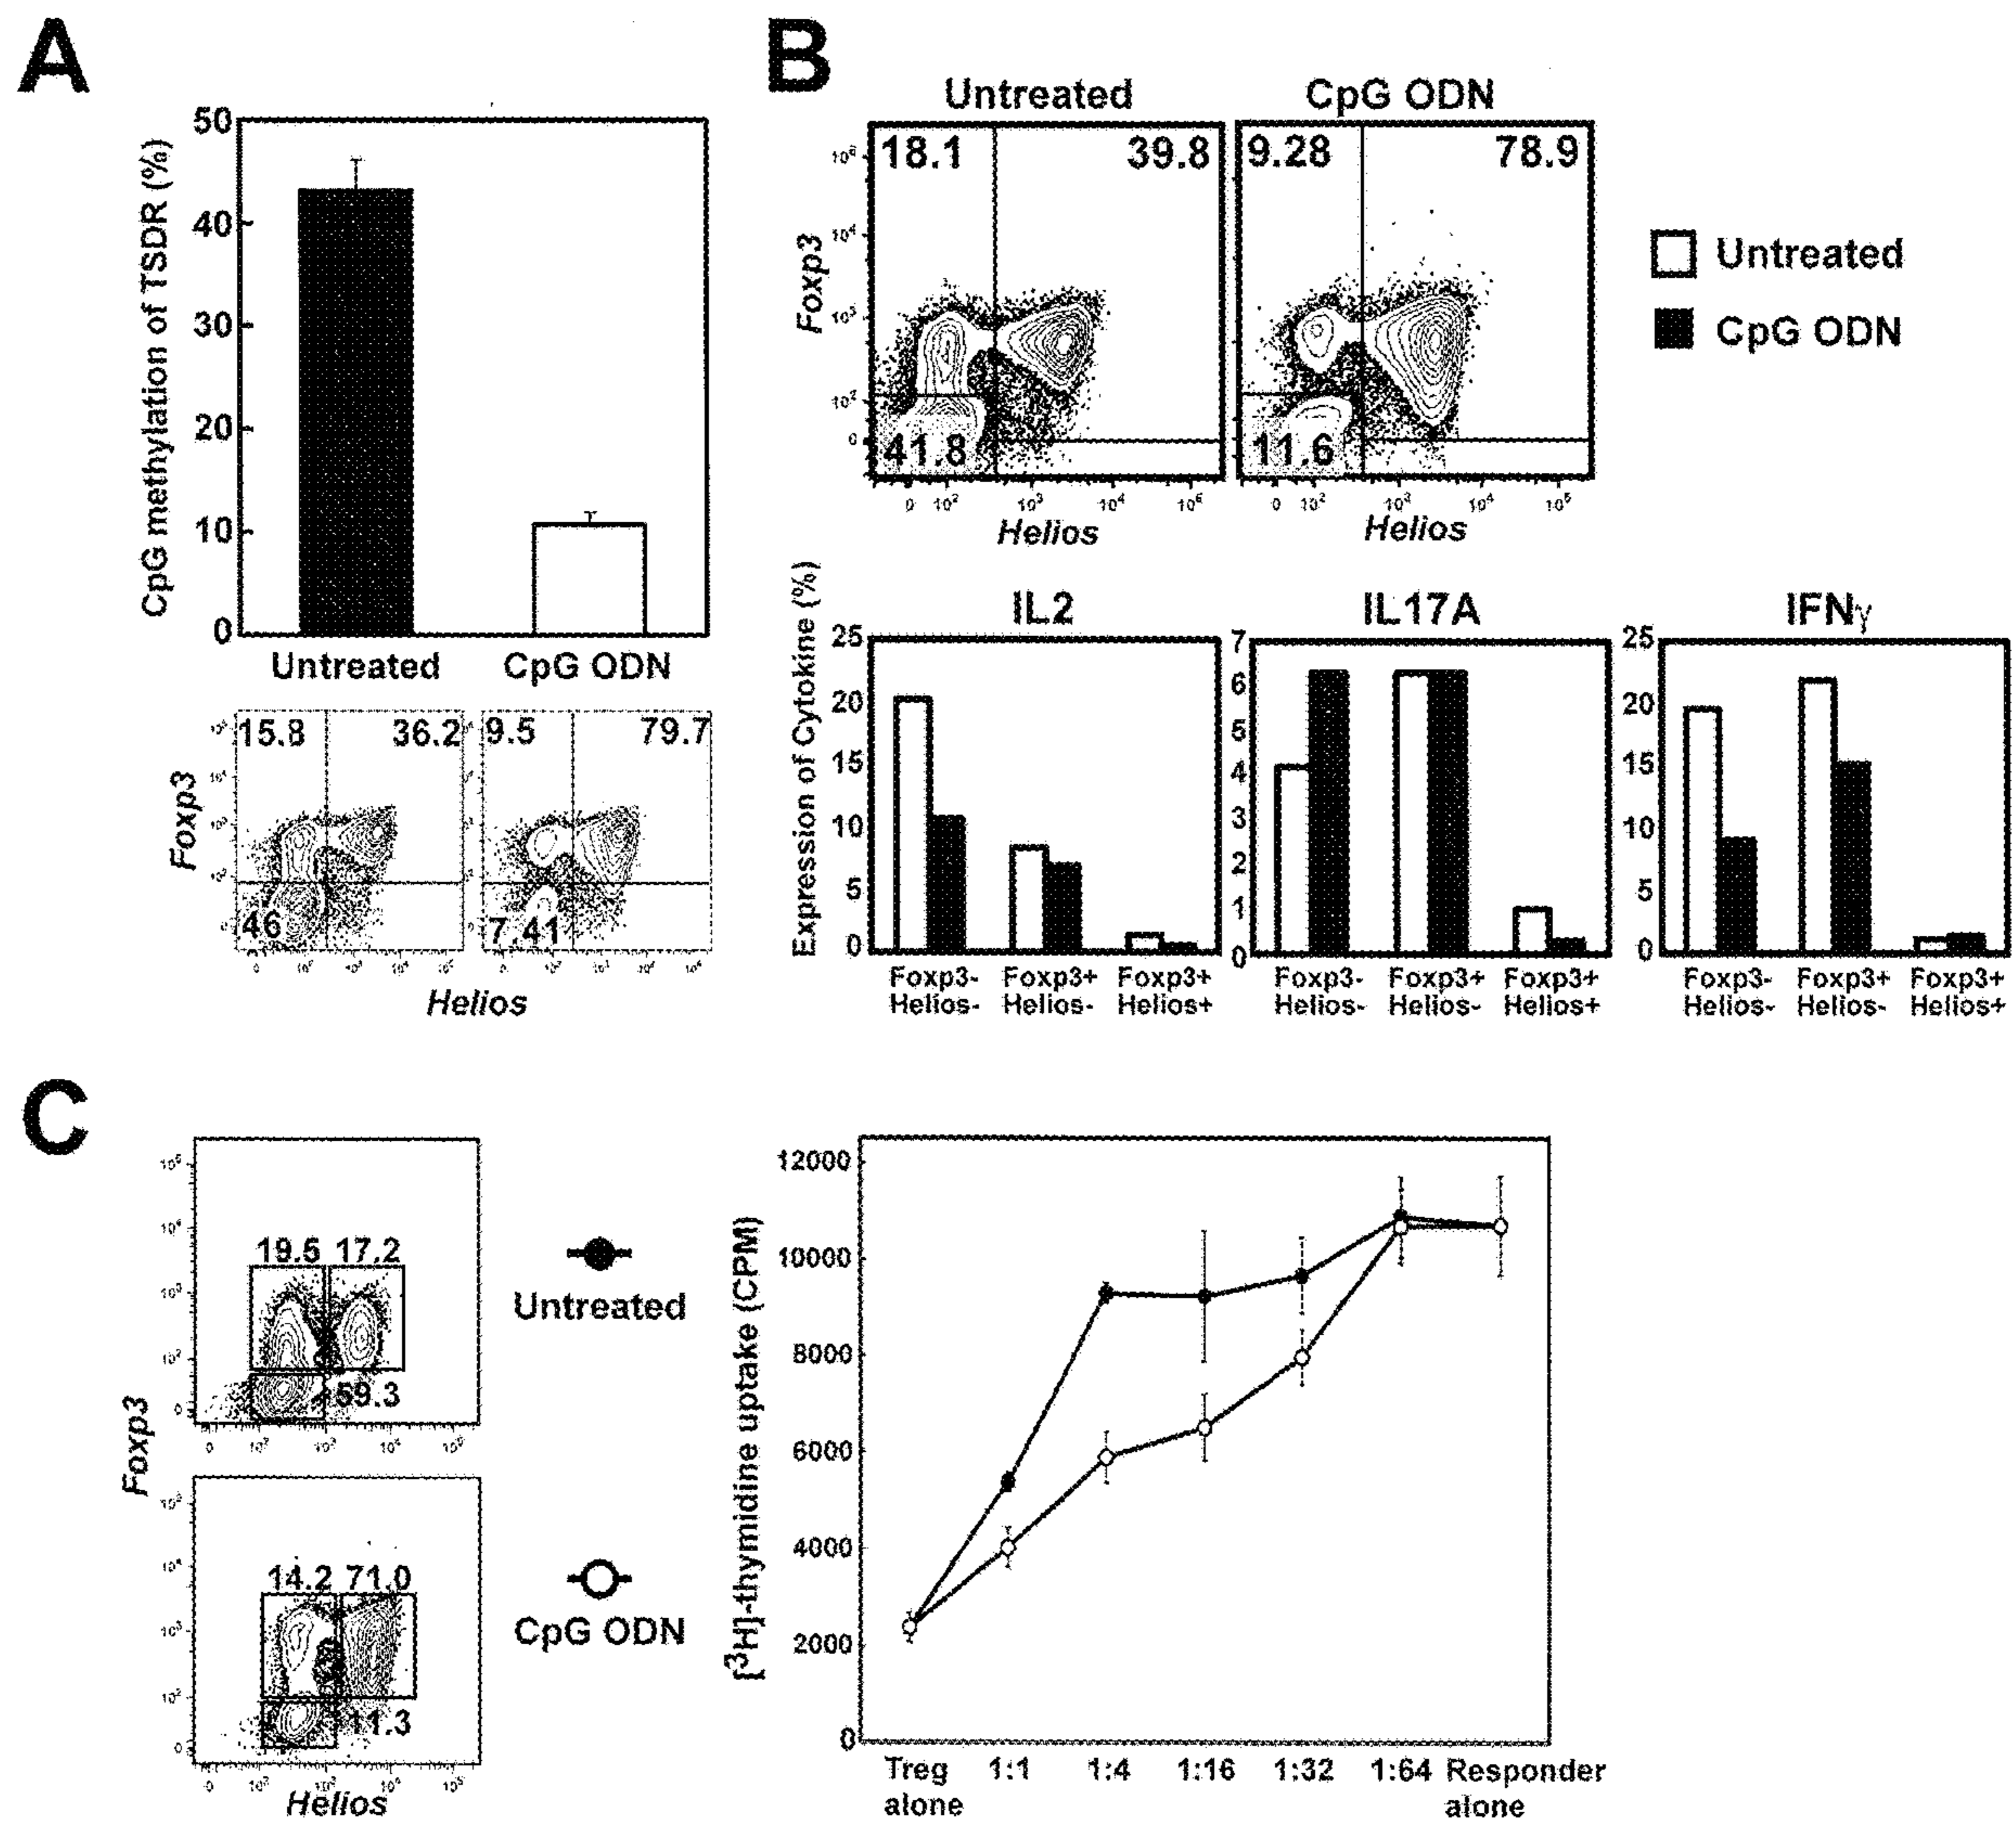 A
CpG methylation of TSDR (%)
50
40
30
20
10
0
Untreated
CpG ODN
15.8
36.2
46
9.5
79.7
7.41
Foxp3
Helios
B
Untreated
CpG ODN
18.1
39.8
41.8
9.28
78.9
11.6
Foxp3
Helios
Helios
Untreated
CpG ODN
Expression of Cytokine (%)
IL2
25
20
15
10
5
0
Foxp3- Foxp3+ Foxp3+
Helios- Helios- Helios+
IL17A
7
6
5
4
3
2
1
0
Foxp3- Foxp3+ Foxp3+
Helios- Helios- Helios+
IFNγ
25
20
15
10
5
0
Foxp3- Foxp3+ Foxp3+
Helios- Helios- Helios+
C
19.5 17.2
59.3
Untreated
14.2 71.0
11.3
CpG ODN
Foxp3
Helios
[³H]-thymidine uptake (CPM)
12000
10000
8000
6000
4000
2000
0
Treg alone
1:1
1:4
1:16
1:32
1:64
Responder alone